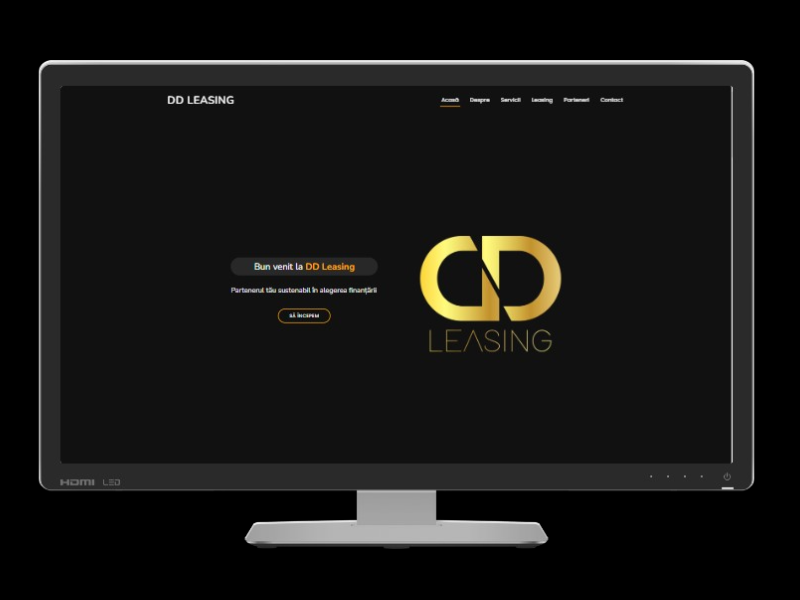 DD LEASING
Acasă Despre Servicii Leasing Parteneri Contact
Bun venit la DD Leasing
Partenerul tău sustenabil în alegerea finanțării
SĂ ÎNCEPEM
LEASING
HDMI LED